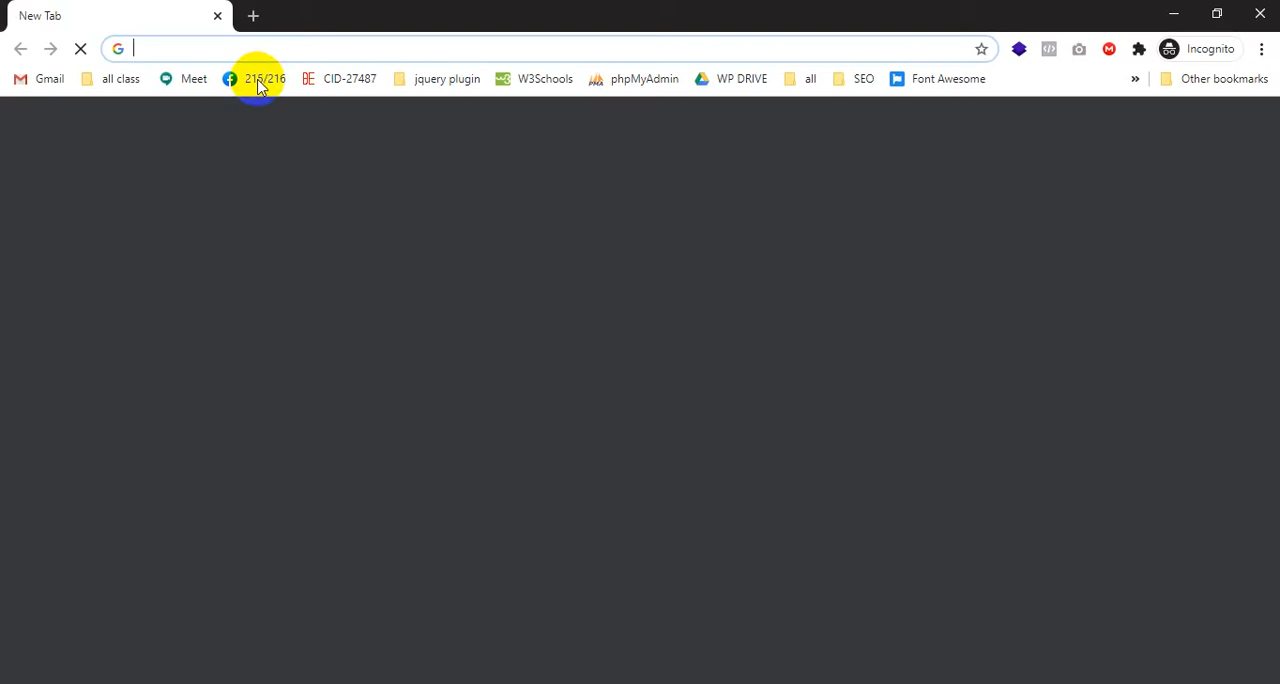 New Tab
Incognito
Gmail all class Meet 215/216 CID-27487 jquery plugin W3Schools phpMyAdmin WP DRIVE all SEO Font Awesome » Other bookmarks